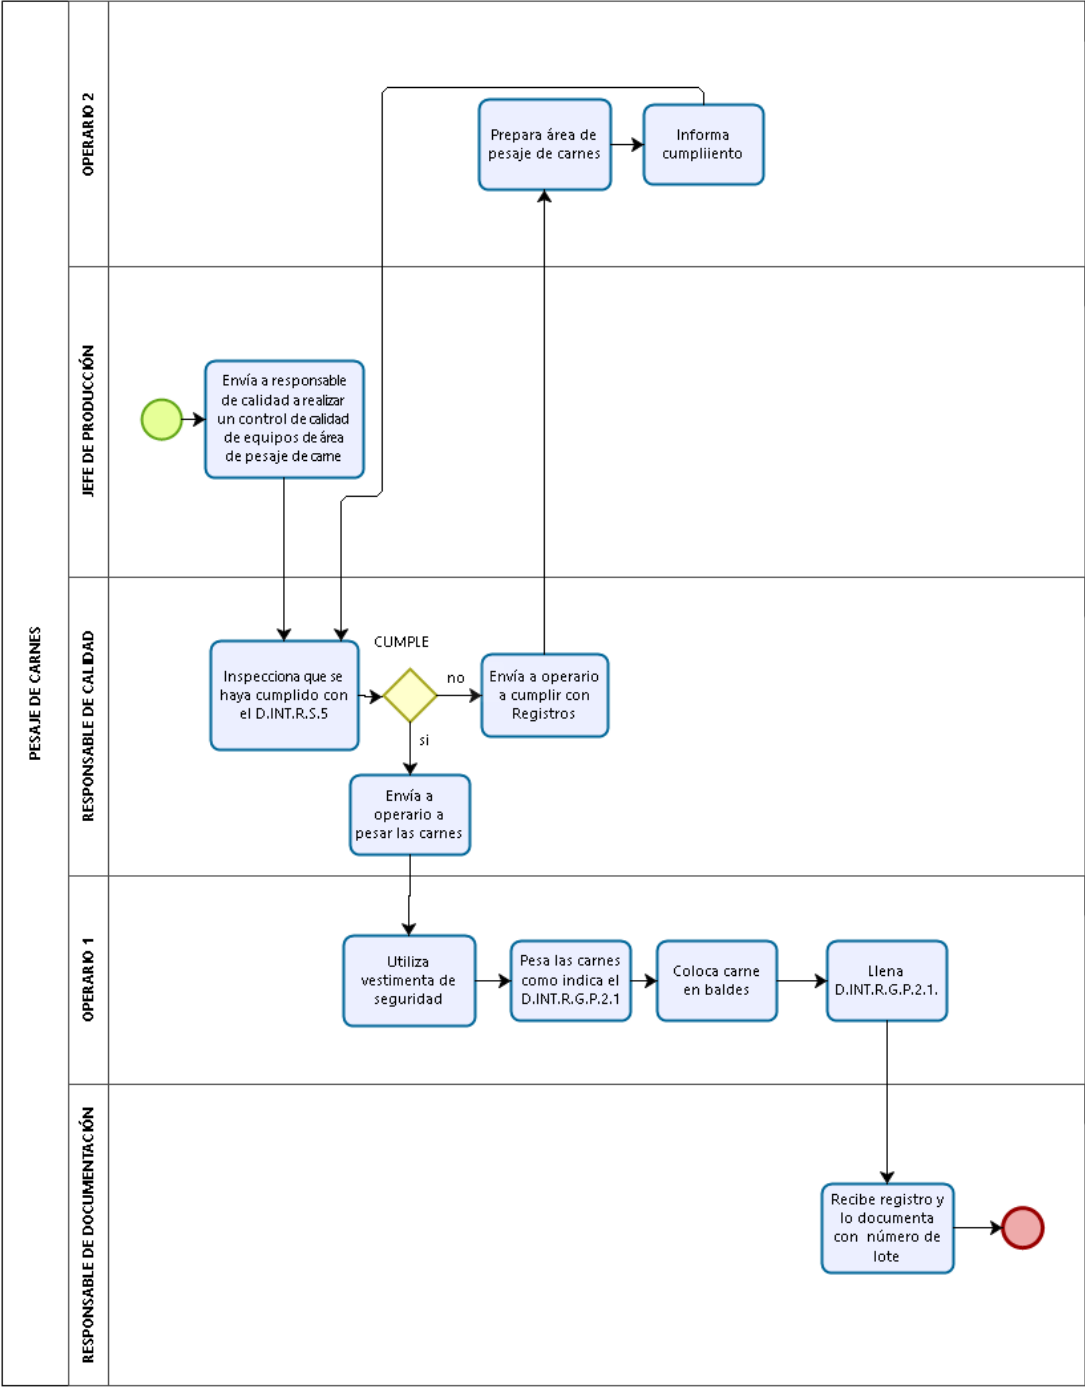 PESAJE DE CARNES
OPERARIO 2
Prepara área de
pesaje de carnes
Informa
cumpliiento
JEFE DE PRODUCCIÓN
Envía a responsable
de calidad a realizar
un control de calidad
de equipos de área
de pesaje de carne
RESPONSABLE DE CALIDAD
Inspecciona que se
haya cumplido con
el D.INT.R.S.5
CUMPLE
no
si
Envía a operario
a cumplir con
Registros
Envía a
operario a
pesar las carnes
OPERARIO 1
Utiliza
vestimenta de
seguridad
Pesa las carnes
como indica el
D.INT.R.G.P.2.1
Coloca carne
en baldes
Llena
D.INT.R.G.P.2.1.
RESPONSABLE DE DOCUMENTACIÓN
Recibe registro y
lo documenta
con número de
lote